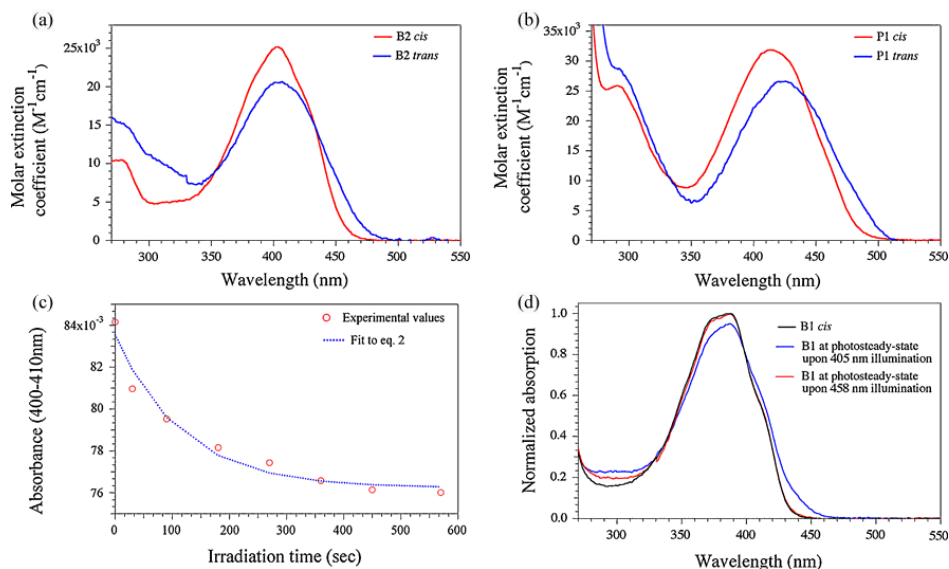 (a)
B2 cis
B2 trans
Molar extinction
coefficient (M⁻¹cm⁻¹)
25x10³
20
15
10
5
0
300
350
400
450
500
550
Wavelength (nm)
(b)
P1 cis
P1 trans
Molar extinction
coefficient (M⁻¹cm⁻¹)
35x10³
30
25
20
15
10
5
0
300
350
400
450
500
550
Wavelength (nm)
(c)
Experimental values
Fit to eq. 2
Absorbance (400-410nm)
84x10⁻³
82
80
78
76
0
100
200
300
400
500
600
Irradiation time (sec)
(d)
B1 cis
B1 at photosteady-state
upon 405 nm illumination
B1 at photosteady-state
upon 458 nm illumination
Normalized absorption
1.0
0.8
0.6
0.4
0.2
0.0
300
350
400
450
500
550
Wavelength (nm)